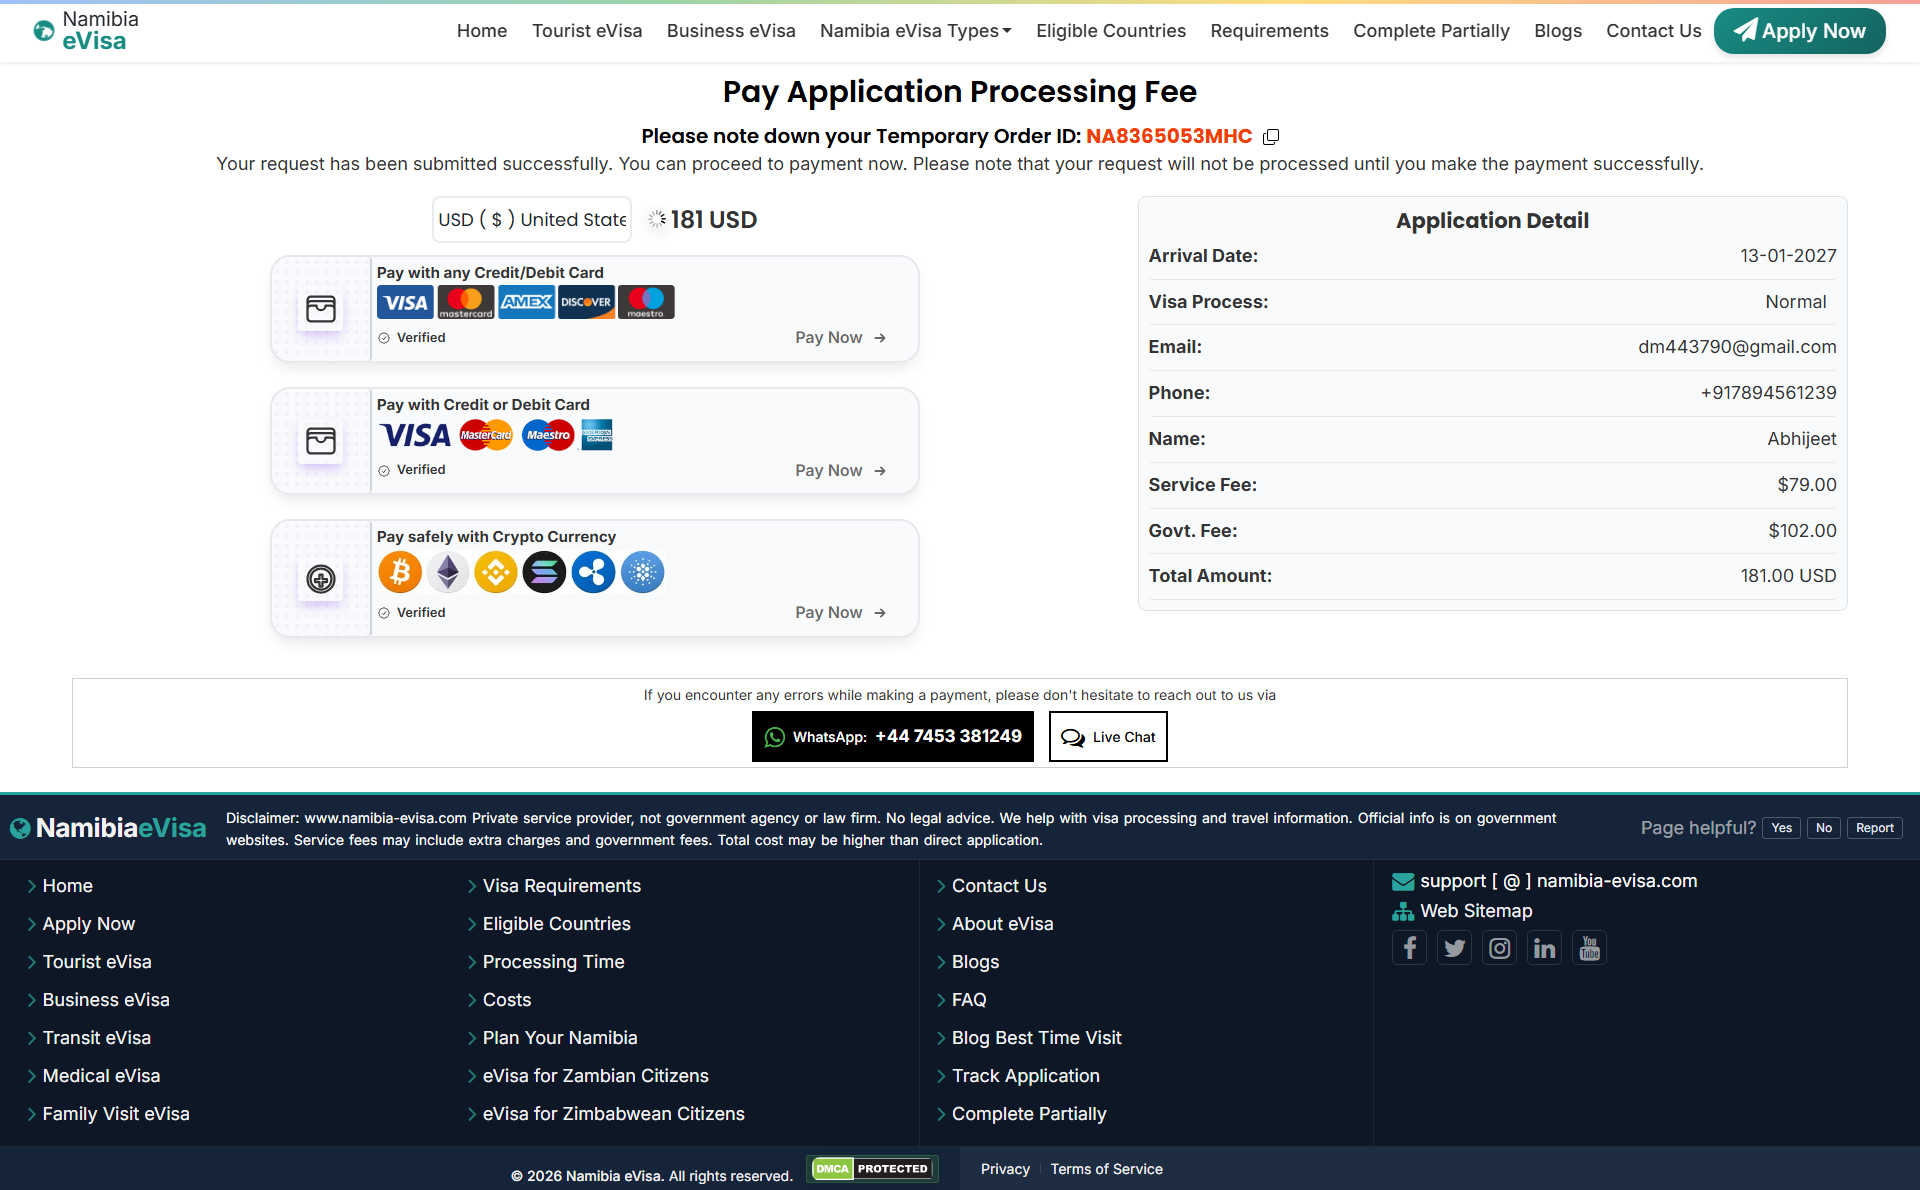 Namibia
eVisa
Home
Tourist eVisa
Business eVisa
Namibia eVisa Types
Eligible Countries
Requirements
Complete Partially
Blogs
Contact Us
Apply Now
Pay Application Processing Fee
Please note down your Temporary Order ID: NA8365053MHC
Your request has been submitted successfully. You can proceed to payment now. Please note that your request will not be processed until you make the payment successfully.
USD ( $ ) United State
181 USD
Pay with any Credit/Debit Card
VISA
mastercard
AMEX
DISCOVER
maestro
Verified
Pay Now
Pay with Credit or Debit Card
VISA
MasterCard
Maestro
AMERICAN EXPRESS
Verified
Pay Now
Pay safely with Crypto Currency
Verified
Pay Now
Application Detail
Arrival Date: 13-01-2027
Visa Process: Normal
Email: dm443790@gmail.com
Phone: +917894561239
Name: Abhijeet
Service Fee: $79.00
Govt. Fee: $102.00
Total Amount: 181.00 USD
If you encounter any errors while making a payment, please don't hesitate to reach out to us via
WhatsApp: +44 7453 381249
Live Chat
NamibiaeVisa
Disclaimer: www.namibia-evisa.com Private service provider, not government agency or law firm. No legal advice. We help with visa processing and travel information. Official info is on government
websites. Service fees may include extra charges and government fees. Total cost may be higher than direct application.
Page helpful?
Yes
No
Report
Home
Apply Now
Tourist eVisa
Business eVisa
Transit eVisa
Medical eVisa
Family Visit eVisa
Visa Requirements
Eligible Countries
Processing Time
Costs
Plan Your Namibia
eVisa for Zambian Citizens
eVisa for Zimbabwean Citizens
Contact Us
About eVisa
Blogs
FAQ
Blog Best Time Visit
Track Application
Complete Partially
support [ @ ] namibia-evisa.com
Web Sitemap
You Tube
© 2026 Namibia eVisa. All rights reserved.
DMCA PROTECTED
Privacy
Terms of Service